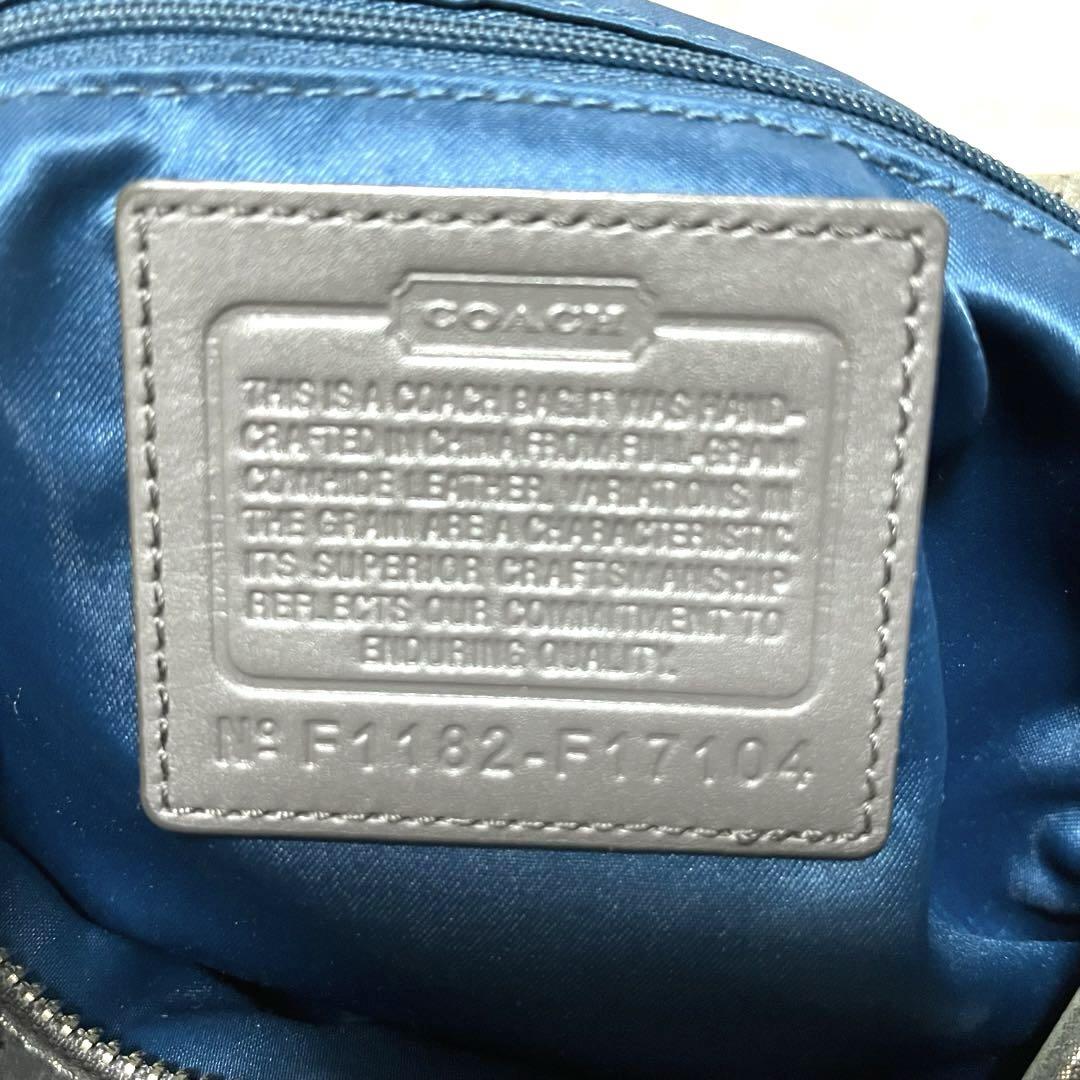 COACH
THIS IS A COACH BAG. IT WAS HAND-
CRAFTED IN CHINA FROM FULL-GRAIN
COWHIDE LEATHER. VARIATIONS IN
THE GRAIN ARE A CHARACTERISTIC.
ITS SUPERIOR CRAFTSMANSHIP
REFLECTS OUR COMMITMENT TO
ENDURING QUALITY.
Nº F1182-F17104